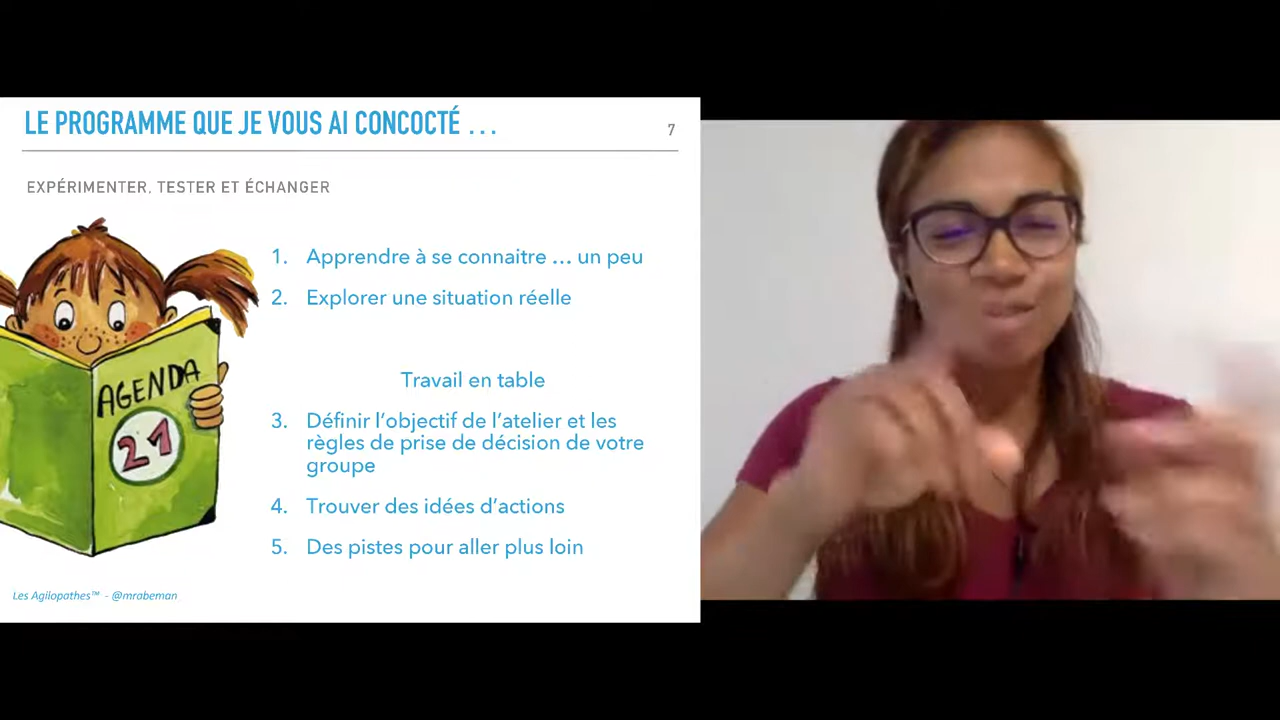 LE PROGRAMME QUE JE VOUS AI CONCOCTÉ ...
7
EXPÉRIMENTER, TESTER ET ÉCHANGER
AGENDA
21
1. Apprendre à se connaitre ... un peu
2. Explorer une situation réelle
Travail en table
3. Définir l'objectif de l'atelier et les
règles de prise de décision de votre
groupe
4. Trouver des idées d'actions
5. Des pistes pour aller plus loin
Les Agilopathes™ - @mrabeman